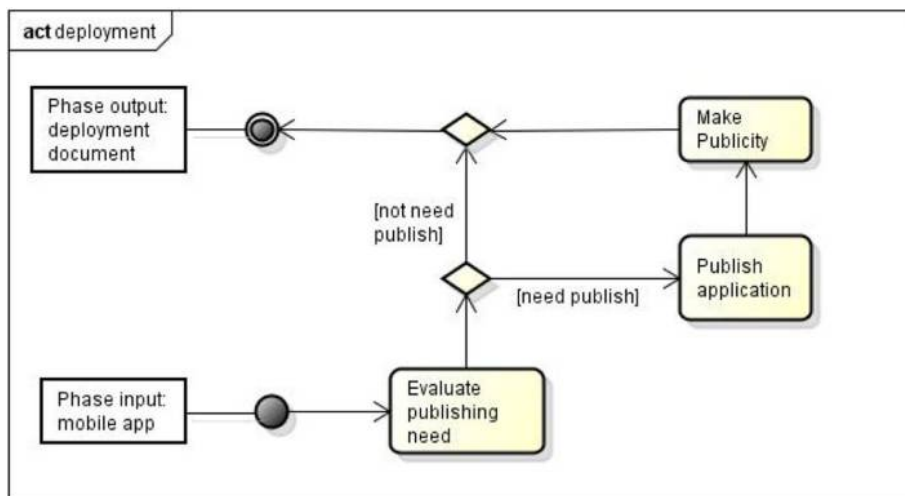 act deployment
Phase output:
deployment
document
Make
Publicity
[not need
publish]
Publish
application
[need publish]
Phase input:
mobile app
Evaluate
publishing
need